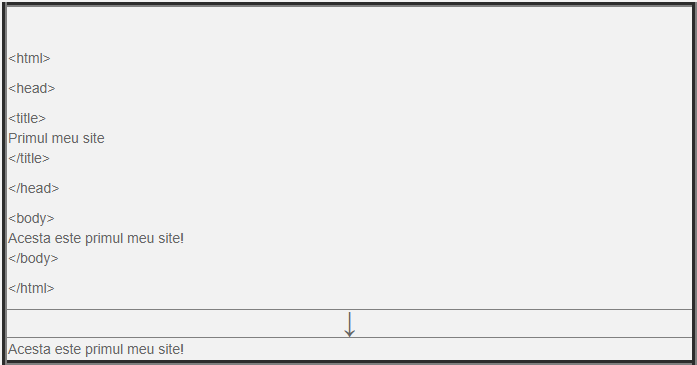 <html>
<head>
<title>
Primul meu site
</title>
</head>
<body>
Acesta este primul meu site!
</body>
</html>
↓
Acesta este primul meu site!